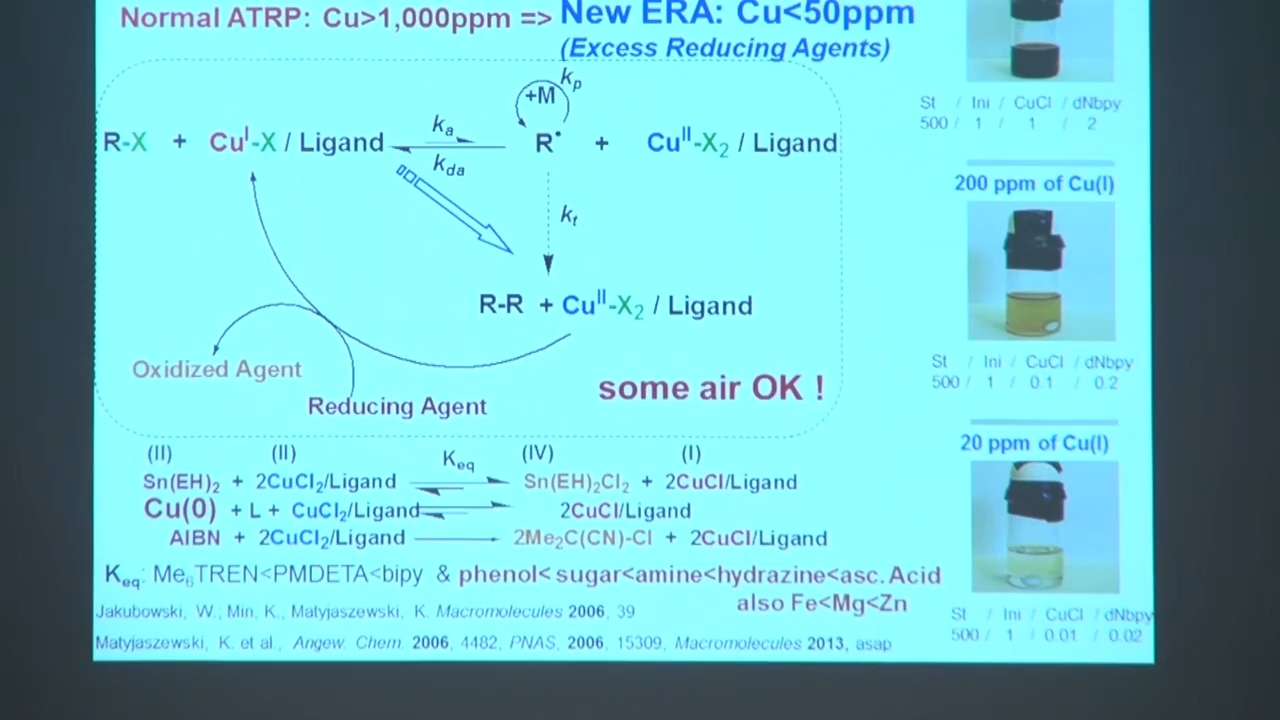 Normal ATRP: Cu>1,000ppm => New ERA: Cu<50ppm
(Excess Reducing Agents)
kp
+M
R-X + CuI-X / Ligand
ka
kda
R• + CuII-X2 / Ligand
kt
R-R + CuII-X2 / Ligand
Oxidized Agent
Reducing Agent
some air OK !
(II) (II) Keq (IV) (I)
Sn(EH)2 + 2CuCl2/Ligand Sn(EH)2Cl2 + 2CuCl/Ligand
Cu(0) + L + CuCl2/Ligand 2CuCl/Ligand
AIBN + 2CuCl2/Ligand 2Me2C(CN)-Cl + 2CuCl/Ligand
Keq: Me6TREN<PMDETA<bipy & phenol<sugar<amine<hydrazine<asc.Acid
also Fe<Mg<Zn
Jakubowski, W.; Min, K., Matyjaszewski, K. Macromolecules 2006, 39
Matyjaszewski, K. et al., Angew. Chem. 2006, 4482, PNAS, 2006, 15309, Macromolecules 2013, asap
St / Ini / CuCl / dNbpy
500 / 1 / 1 / 2
200 ppm of Cu(I)
St / Ini / CuCl / dNbpy
500 / 1 / 0.1 / 0.2
20 ppm of Cu(I)
St / Ini / CuCl / dNbpy
500 / 1 / 0.01 / 0.02